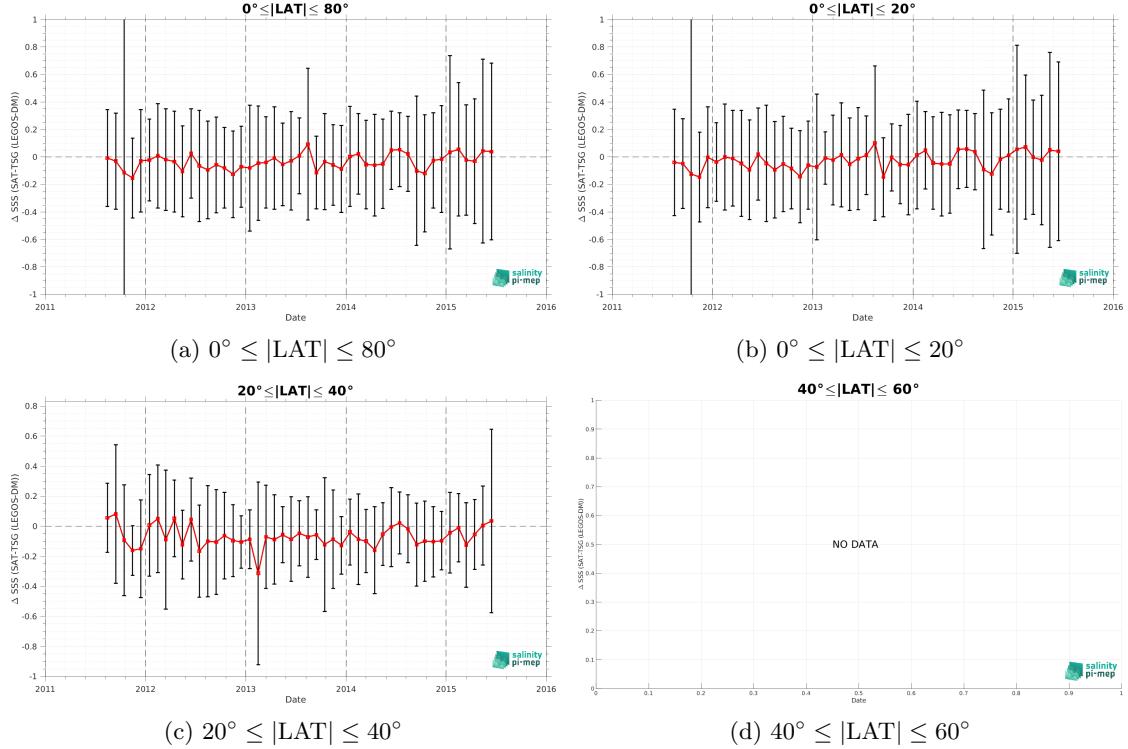 0°≤|LAT|≤ 80°
Δ SSS (SAT-TSG (LEGOS-DM))
1
0.8
0.6
0.4
0.2
0
-0.2
-0.4
-0.6
-0.8
-1
2011 2012 2013 2014 2015 2016
Date
salinity
pi-mep
(a) 0° ≤ |LAT| ≤ 80°
0°≤|LAT|≤ 20°
Δ SSS (SAT-TSG (LEGOS-DM))
1
0.8
0.6
0.4
0.2
0
-0.2
-0.4
-0.6
-0.8
-1
2011 2012 2013 2014 2015 2016
Date
salinity
pi-mep
(b) 0° ≤ |LAT| ≤ 20°
20°≤|LAT|≤ 40°
Δ SSS (SAT-TSG (LEGOS-DM))
0.8
0.6
0.4
0.2
0
-0.2
-0.4
-0.6
-0.8
-1
2011 2012 2013 2014 2015 2016
Date
salinity
pi-mep
(c) 20° ≤ |LAT| ≤ 40°
40°≤|LAT|≤ 60°
Δ SSS (SAT-TSG (LEGOS-DM))
1
0.9
0.8
0.7
0.6
0.5
0.4
0.3
0.2
0.1
0
NO DATA
0 0.1 0.2 0.3 0.4 0.5 0.6 0.7 0.8 0.9 1
Date
salinity
pi-mep
(d) 40° ≤ |LAT| ≤ 60°